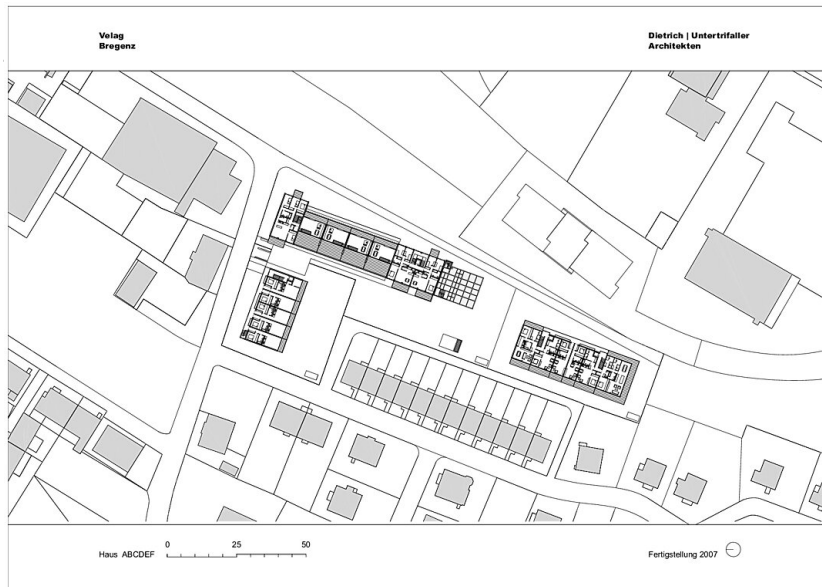 Velag
Bregenz
Dietrich | Untertrifaller
Architekten
Haus ABCDEF
0 25 50
Fertigstellung 2007